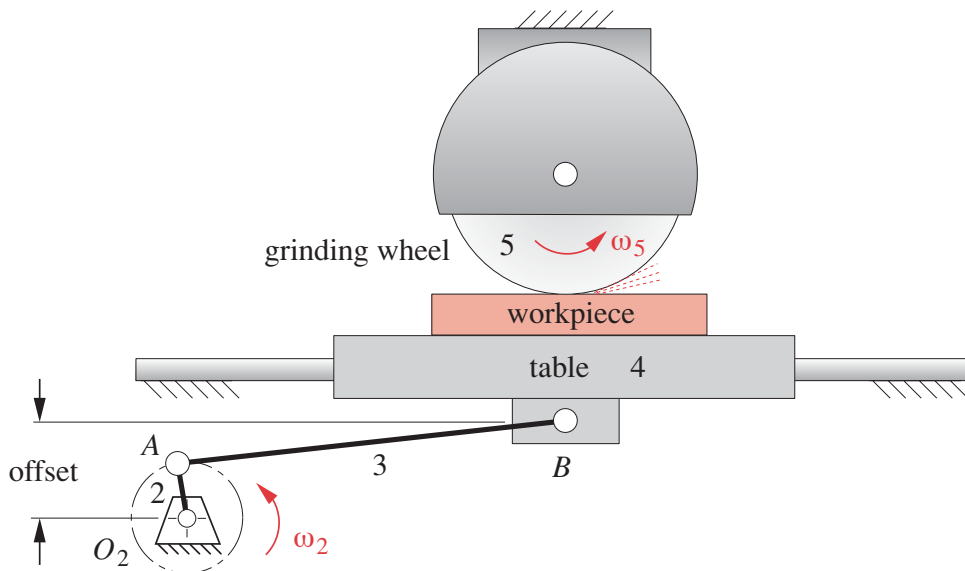 grinding wheel 5 ω5
workpiece
table 4
A
offset
3
B
2
O2
ω2